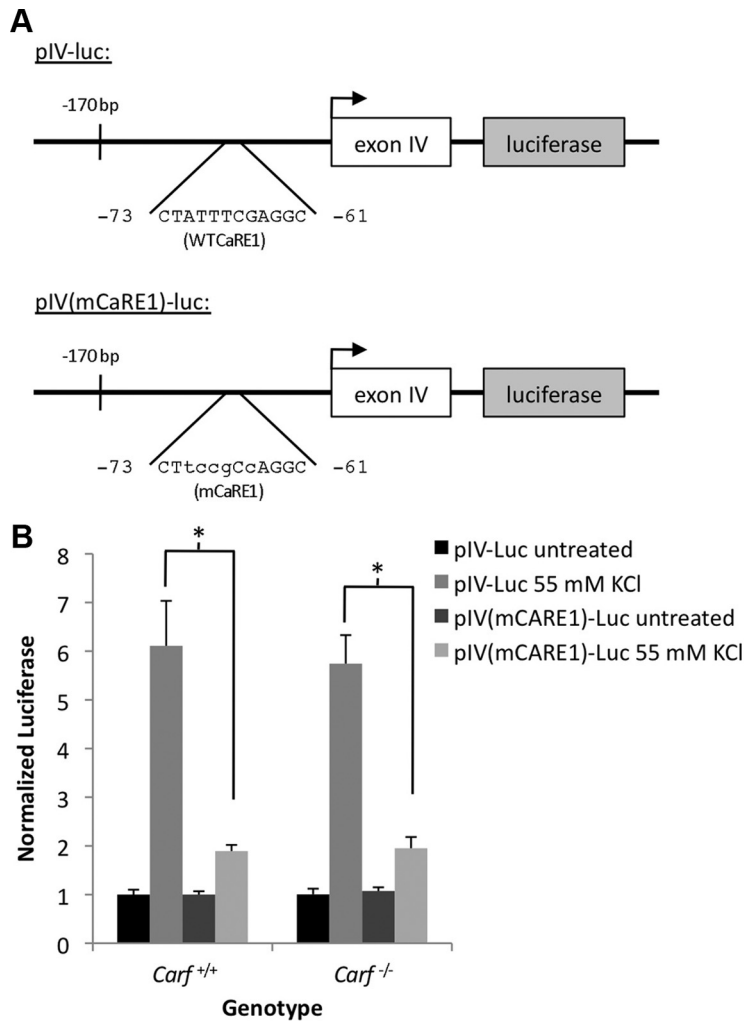 A
pIV-luc:
-170bp
exon IV
luciferase
-73 CTATTTCGAGGC -61
(WTCaRE1)
pIV(mCaRE1)-luc:
-170bp
exon IV
luciferase
-73 CTtccgCcAGGC -61
(mCaRE1)
B
Normalized Luciferase
8
7
6
5
4
3
2
1
0
*
*
pIV-Luc untreated
pIV-Luc 55 mM KCl
pIV(mCARE1)-Luc untreated
pIV(mCARE1)-Luc 55 mM KCl
Carf +/+
Carf -/-
Genotype